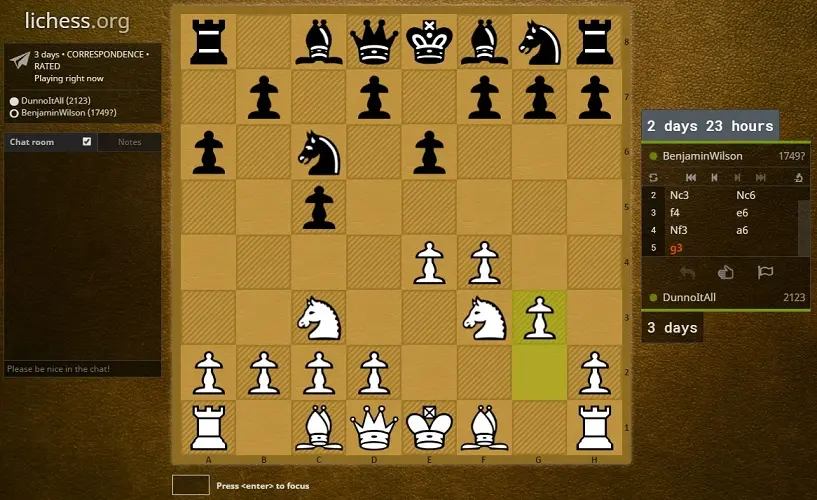 lichess.org
3 days • CORRESPONDENCE •
RATED
Playing right now
DunnoItAll (2123)
BenjaminWilson (1749?)
Chat room
Notes
Please be nice in the chat!
8
7
6
5
4
3
2
1
A B C D E F G H
Press <enter> to focus
2 days 23 hours
BenjaminWilson 1749?
2 Nc3 Nc6
3 f4 e6
4 Nf3 a6
5 g3
DunnoItAll 2123
3 days